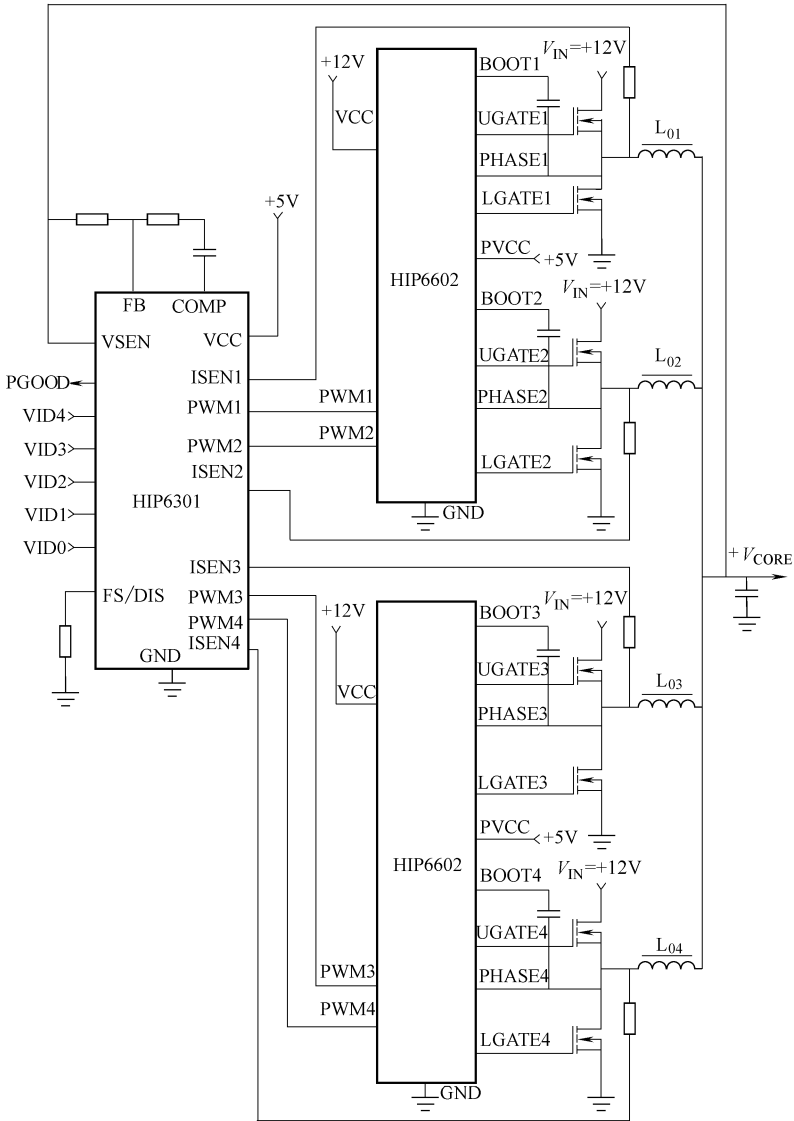 +12V
BOOT1
V_IN=+12V
VCC
UGATE1
L01
PHASE1
LGATE1
+5V
PVCC
+5V
HIP6602
BOOT2
V_IN=+12V
FB
COMP
VSEN
VCC
UGATE2
L02
PGOOD
ISEN1
PWM1
PWM1
PHASE2
VID4
PWM2
PWM2
VID3
ISEN2
LGATE2
VID2
HIP6301
VID1
GND
VID0
+V_CORE
ISEN3
FS/DIS
PWM3
+12V
BOOT3
V_IN=+12V
PWM4
ISEN4
GND
UGATE3
VCC
L03
PHASE3
LGATE3
PVCC
+5V
HIP6602
BOOT4
V_IN=+12V
UGATE4
L04
PWM3
PHASE4
PWM4
LGATE4
GND